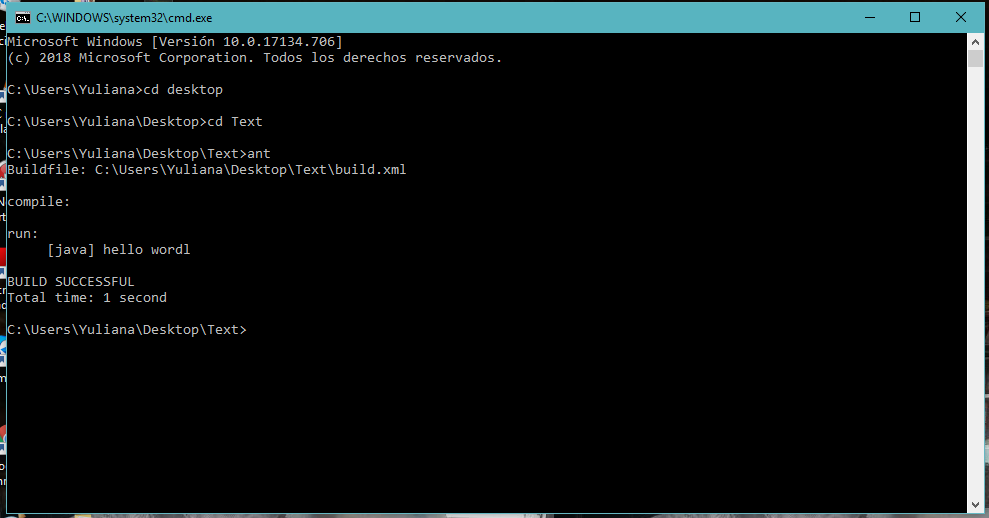 C:\WINDOWS\system32\cmd.exe
Microsoft Windows [Versión 10.0.17134.706]
(c) 2018 Microsoft Corporation. Todos los derechos reservados.
C:\Users\Yuliana>cd desktop
C:\Users\Yuliana\Desktop>cd Text
C:\Users\Yuliana\Desktop\Text>ant
Buildfile: C:\Users\Yuliana\Desktop\Text\build.xml
compile:
run:
[java] hello wordl
BUILD SUCCESSFUL
Total time: 1 second
C:\Users\Yuliana\Desktop\Text>